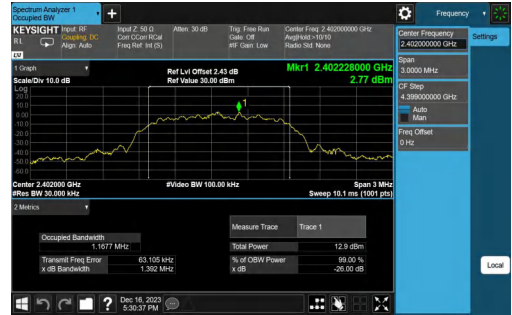 Spectrum Analyzer 1
Occupied BW
+
Frequency
KEYSIGHT
RL
Input: RF
Coupling: DC
Align: Auto
Input Z: 50 Ω
Corr CCorr RCal
Freq Ref: Int (S)
Atten: 30 dB
Trig: Free Run
Gate: Off
#IF Gain: Low
Center Freq: 2.402000000 GHz
Avg|Hold:>10/10
Radio Std: None
LXI
Center Frequency
2.402000000 GHz
Settings
Span
3.0000 MHz
CF Step
4.399000000 GHz
Auto
Man
Freq Offset
0 Hz
1 Graph
Scale/Div 10.0 dB
Ref Lvl Offset 2.43 dB
Ref Value 30.00 dBm
Mkr1 2.402228000 GHz
2.77 dBm
Log
20.0
10.0
0.00
-10.0
-20.0
-30.0
-40.0
-50.0
-60.0
1
Center 2.402000 GHz
#Res BW 30.000 kHz
#Video BW 100.00 kHz
Span 3 MHz
Sweep 10.1 ms (1001 pts)
2 Metrics
Measure Trace Trace 1
Occupied Bandwidth
1.1677 MHz
Total Power 12.9 dBm
Transmit Freq Error 63.105 kHz
% of OBW Power 99.00 %
x dB Bandwidth 1.392 MHz
x dB -26.00 dB
Local
?
Dec 16, 2023
5:30:37 PM